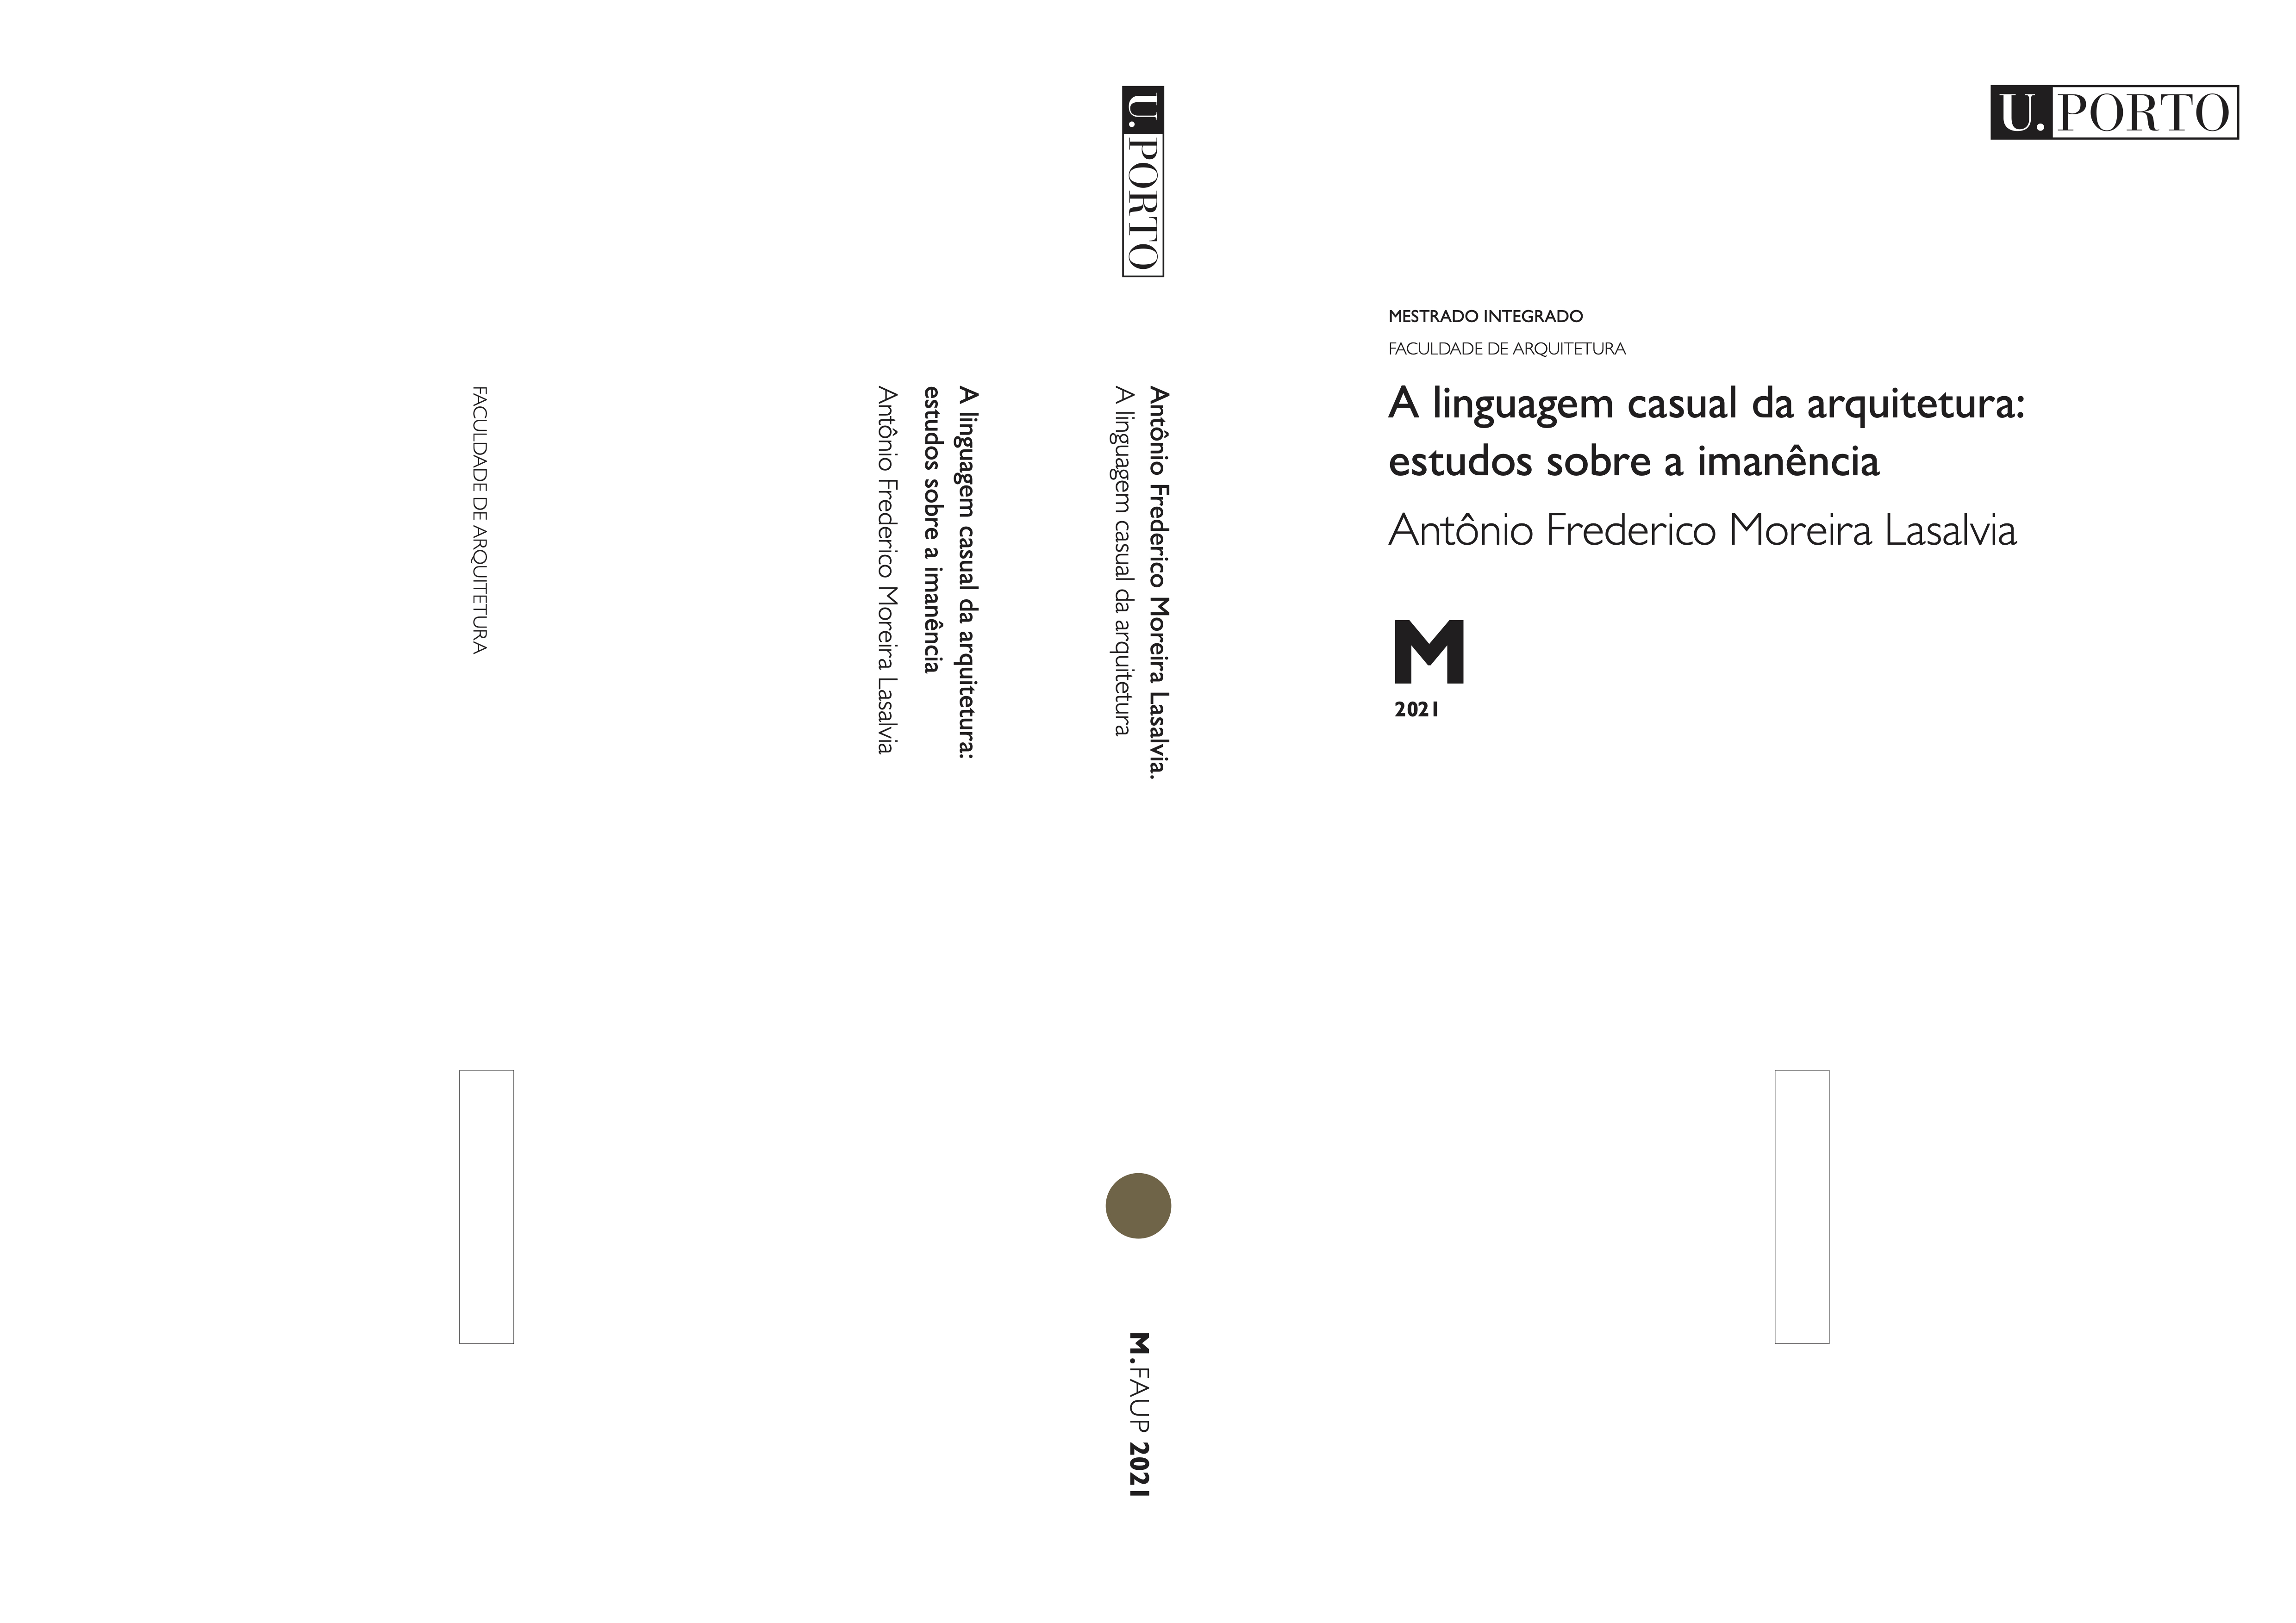 U. PORTO
MESTRADO INTEGRADO
FACULDADE DE ARQUITETURA
A linguagem casual da arquitetura:
estudos sobre a imanência
Antônio Frederico Moreira Lasalvia
M
2021
U. PORTO
Antônio Frederico Moreira Lasalvia.
A linguagem casual da arquitetura
M.FAUP 2021
A linguagem casual da arquitetura:
estudos sobre a imanência
Antônio Frederico Moreira Lasalvia
FACULDADE DE ARQUITETURA